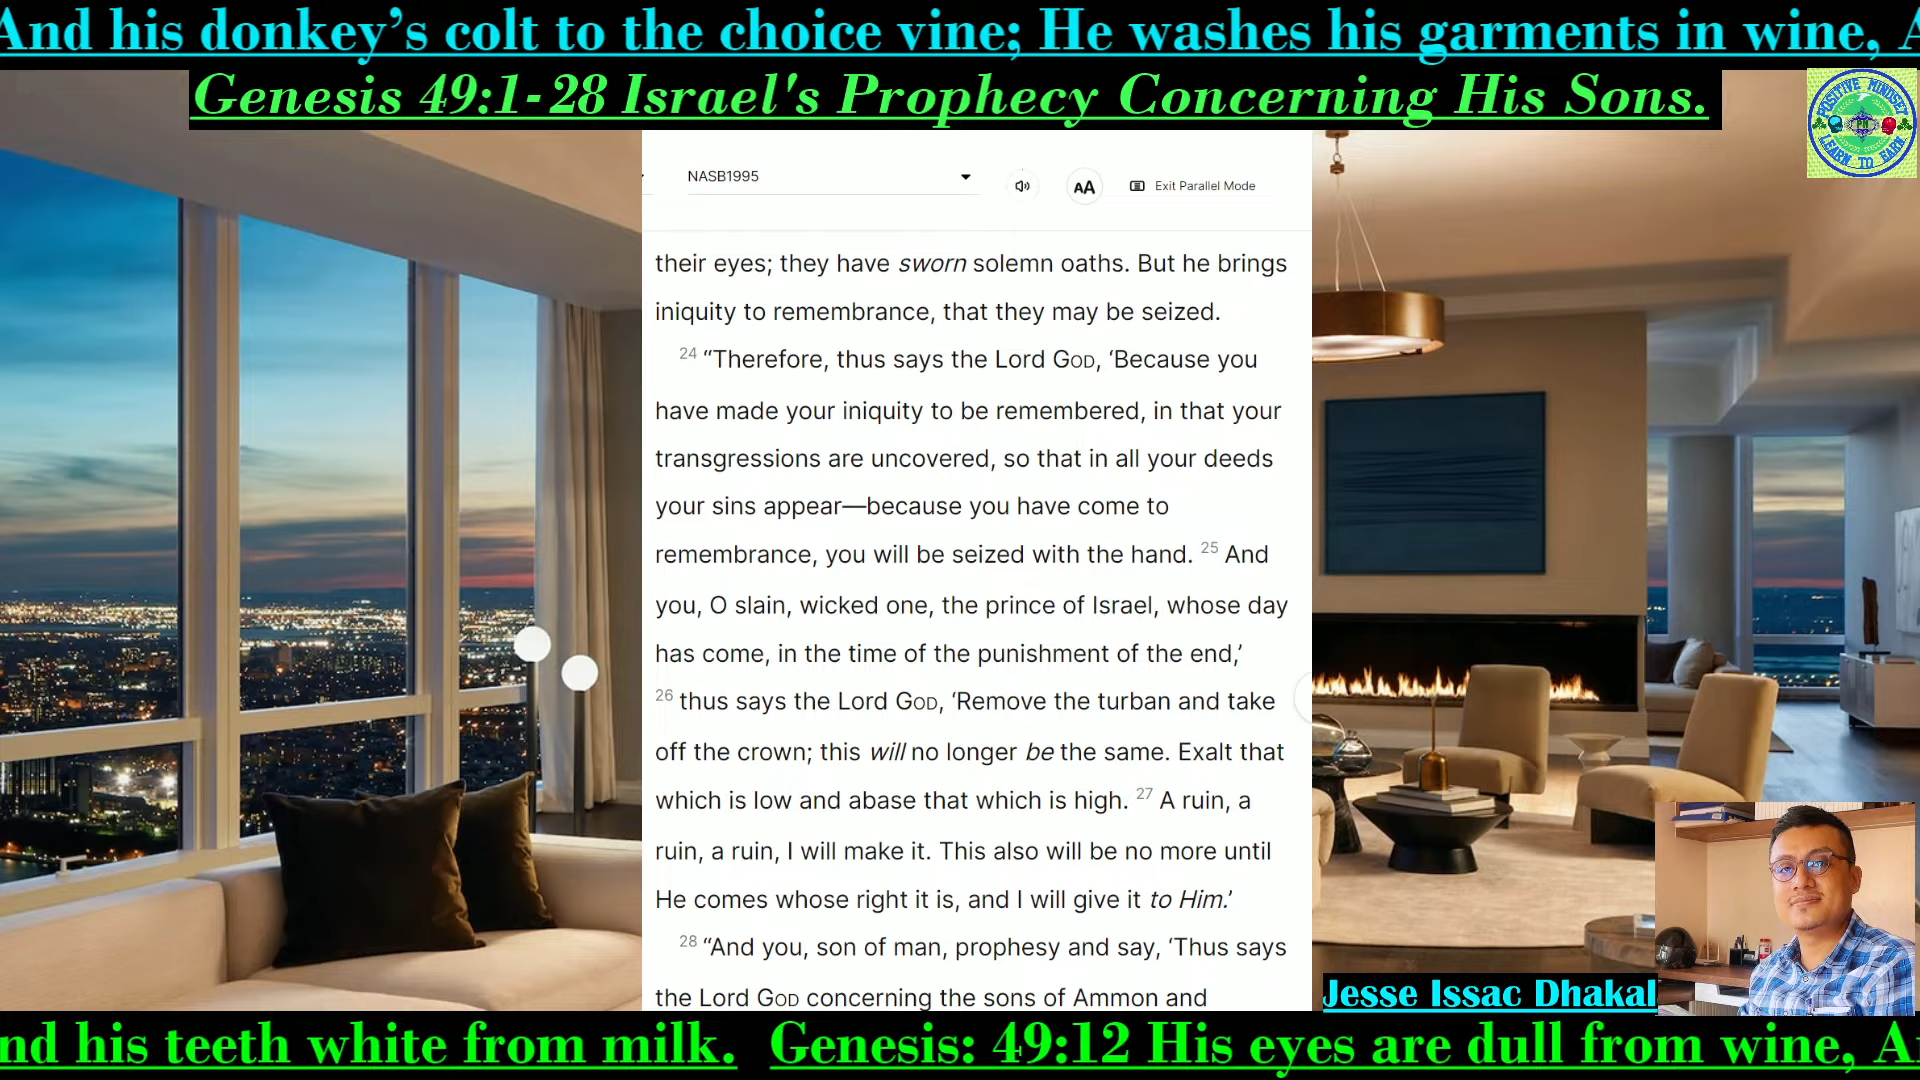 And his donkey’s colt to the choice vine; He washes his garments in wine, A
Genesis 49:1-28 Israel's Prophecy Concerning His Sons.
POSITIVE MINDSET
LEARN TO EARN
NASB1995
AA
Exit Parallel Mode
their eyes; they have sworn solemn oaths. But he brings
iniquity to remembrance, that they may be seized.
24 “Therefore, thus says the Lord GOD, ‘Because you
have made your iniquity to be remembered, in that your
transgressions are uncovered, so that in all your deeds
your sins appear—because you have come to
remembrance, you will be seized with the hand. 25 And
you, O slain, wicked one, the prince of Israel, whose day
has come, in the time of the punishment of the end,’
26 thus says the Lord GOD, ‘Remove the turban and take
off the crown; this will no longer be the same. Exalt that
which is low and abase that which is high. 27 A ruin, a
ruin, a ruin, I will make it. This also will be no more until
He comes whose right it is, and I will give it to Him.’
28 “And you, son of man, prophesy and say, ‘Thus says
the Lord GOD concerning the sons of Ammon and
Jesse Issac Dhakal
nd his teeth white from milk. Genesis: 49:12 His eyes are dull from wine, A